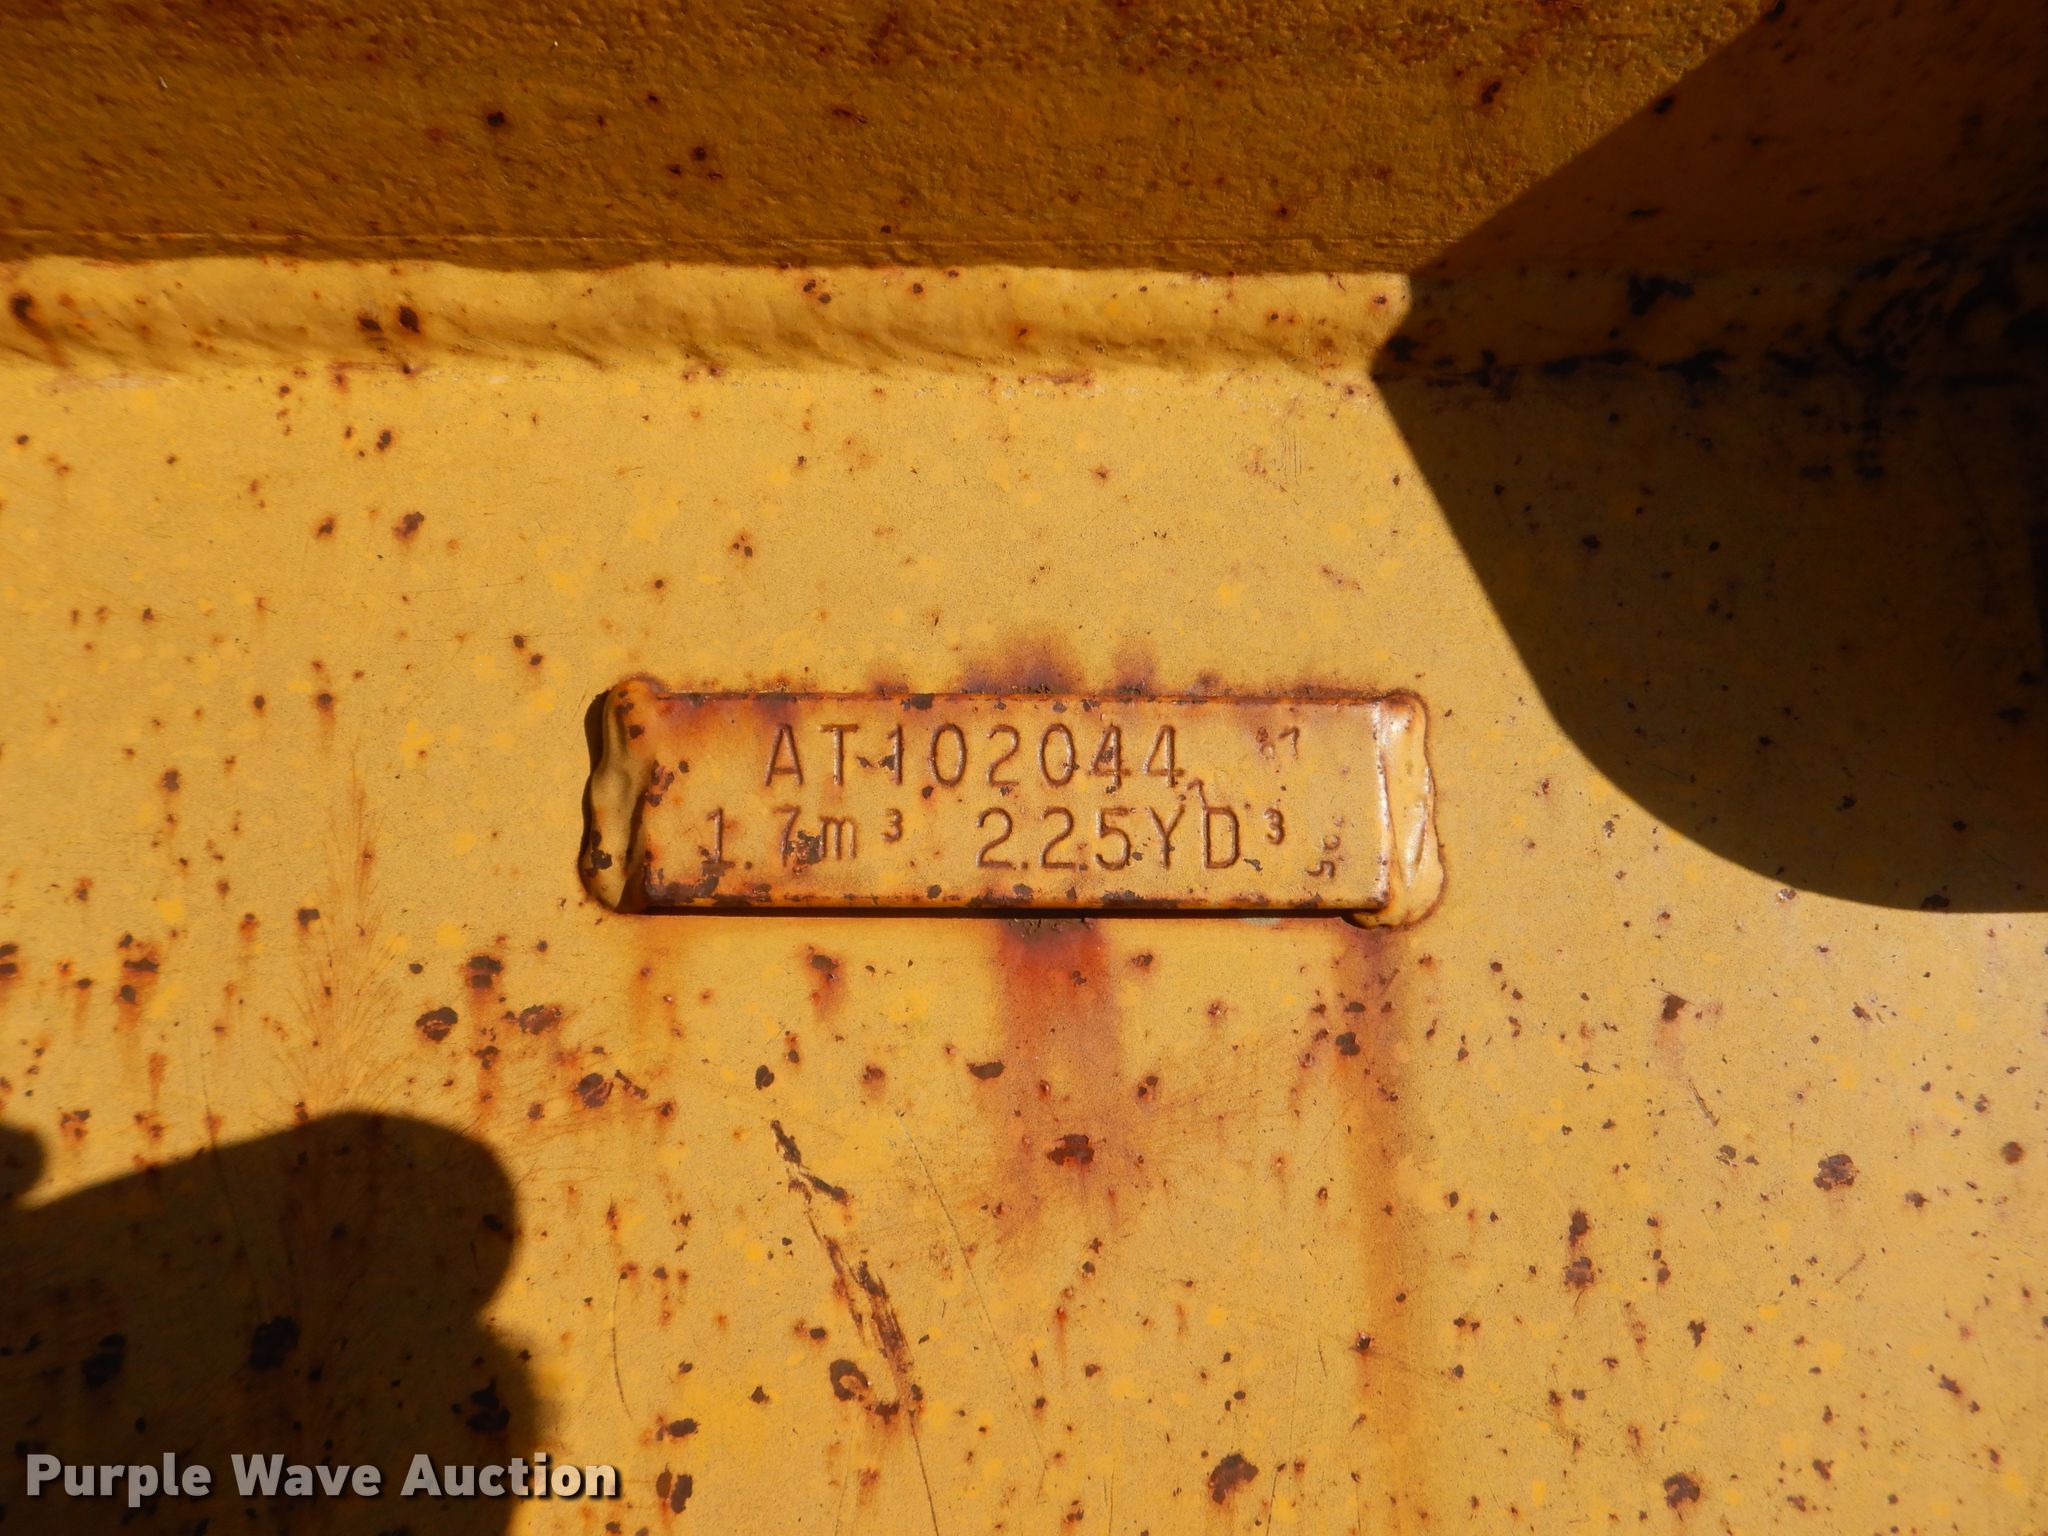 AT102044
1.7m³ 2.25YD³
Purple Wave Auction